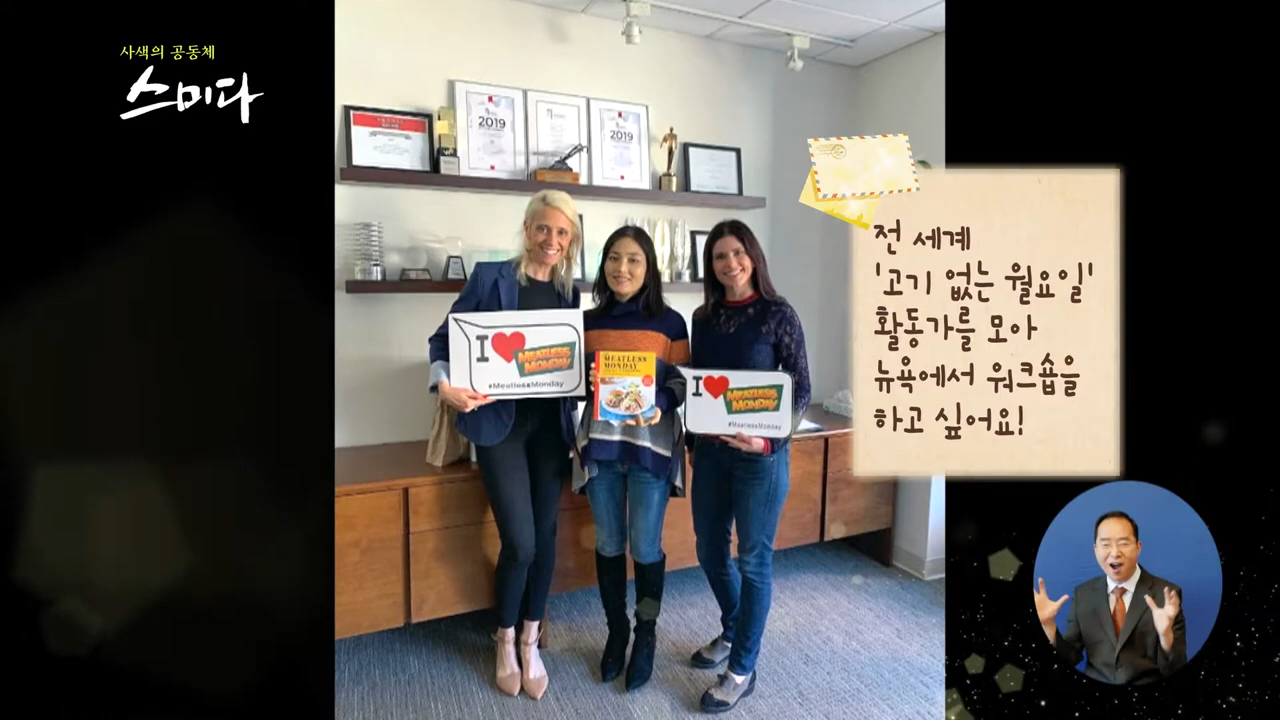 사색의 공동체
스미다
2019
2019
I ❤ MEATLESS MONDAY
#MeatlessMonday
MEATLESS
MONDAY
I ❤ MEATLESS MONDAY
#MeatlessMonday
전 세계
'고기 없는 월요일'
활동가를 모아
뉴욕에서 워크숍을
하고 싶어요!